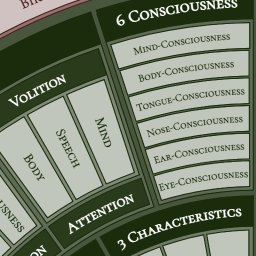 6 Consciousness
Mind-Consciousness
Body-Consciousness
Tongue-Consciousness
Nose-Consciousness
Ear-Consciousness
Eye-Consciousness
Volition
Body
Speech
Mind
Attention
3 Characteristics